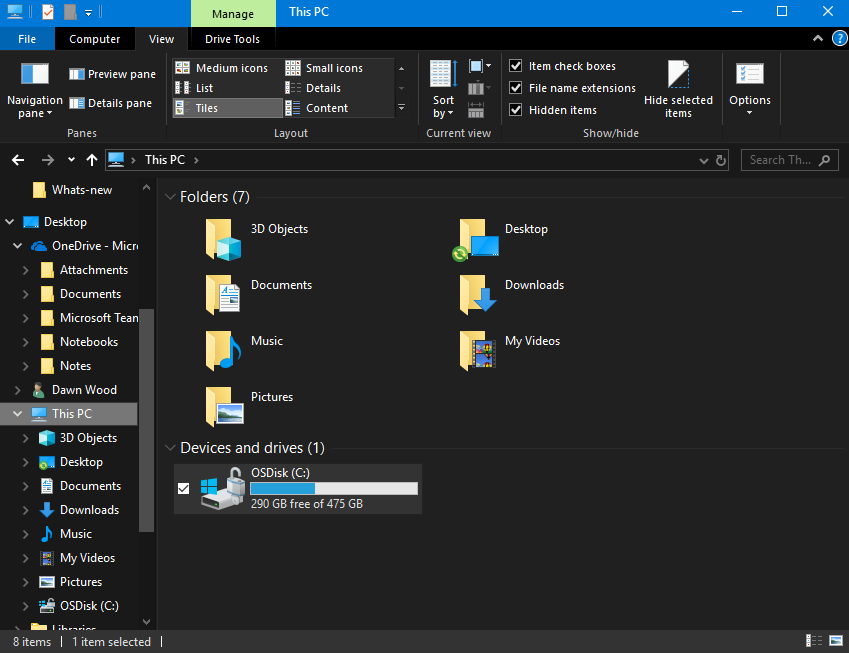 Manage
This PC
File
Computer
View
Drive Tools
Navigation
pane
Preview pane
Details pane
Panes
Medium icons
Small icons
List
Details
Tiles
Content
Layout
Sort
by
Current view
Item check boxes
File name extensions
Hidden items
Hide selected
items
Show/hide
Options
This PC
Search Th...
Whats-new
Desktop
OneDrive - Micr
Attachments
Documents
Microsoft Tean
Notebooks
Notes
Dawn Wood
This PC
3D Objects
Desktop
Documents
Downloads
Music
My Videos
Pictures
OSDisk (C:)
Folders (7)
3D Objects
Desktop
Documents
Downloads
Music
My Videos
Pictures
Devices and drives (1)
OSDisk (C:)
290 GB free of 475 GB
8 items
1 item selected